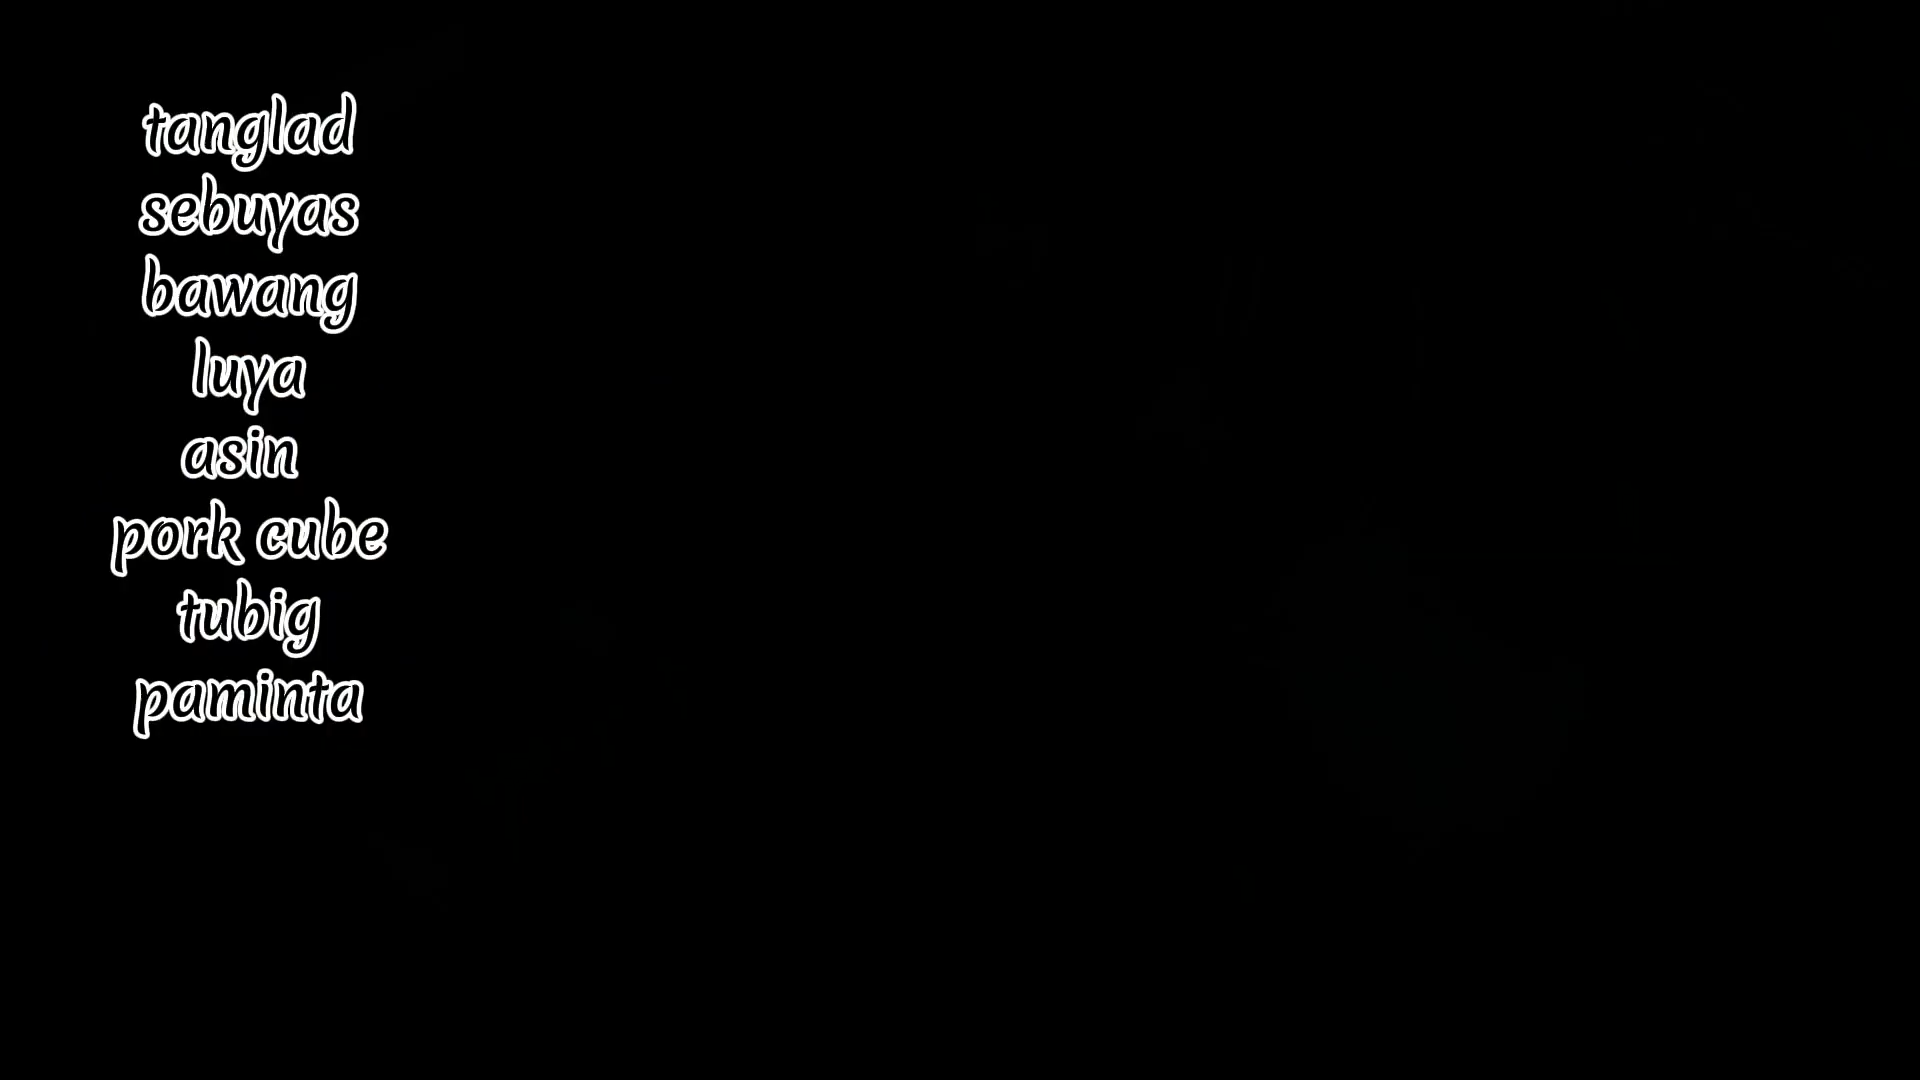 tanglad
sebuyas
bawang
luya
asin
pork cube
tubig
paminta